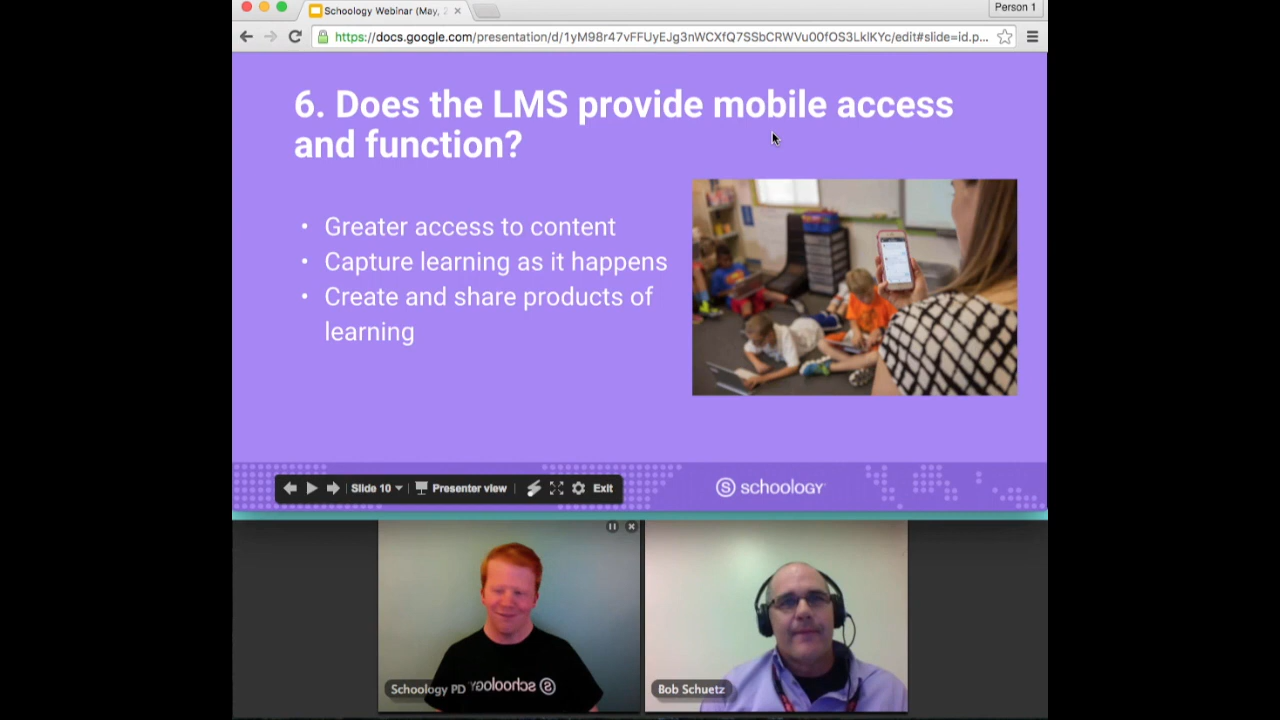 Schoology Webinar (May, 2
Person 1
https://docs.google.com/presentation/d/1yM98r47vFFUyEJg3nWCXfQ7SSbCRWVu00fOS3LklKYc/edit#slide=id.p...
6. Does the LMS provide mobile access
and function?
• Greater access to content
• Capture learning as it happens
• Create and share products of
learning
Slide 10
Presenter view
Exit
S schoology
Schoology PD
schoology S
Bob Schuetz